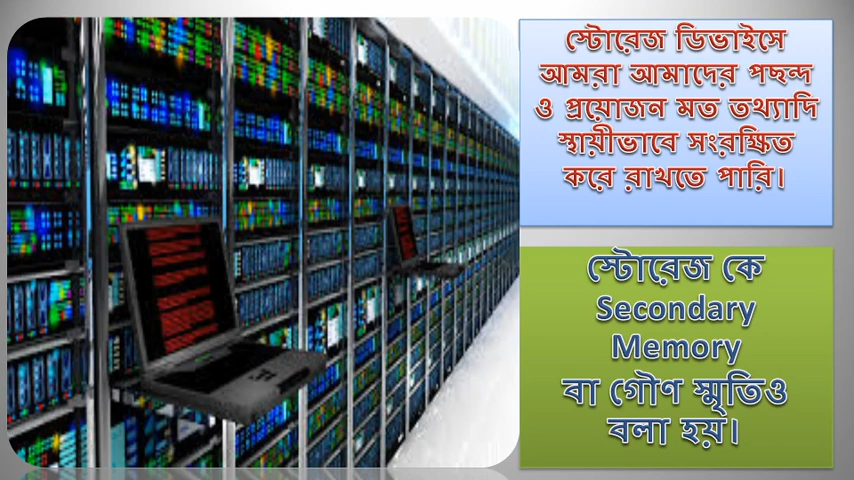 স্টোরেজ ডিভাইসে
আমরা আমাদের পছন্দ
ও প্রয়োজন মত তথ্যাদি
স্থায়ীভাবে সংরক্ষিত
করে রাখতে পারি।
স্টোরেজ কে
Secondary
Memory
বা গৌণ স্মৃতিও
বলা হয়।